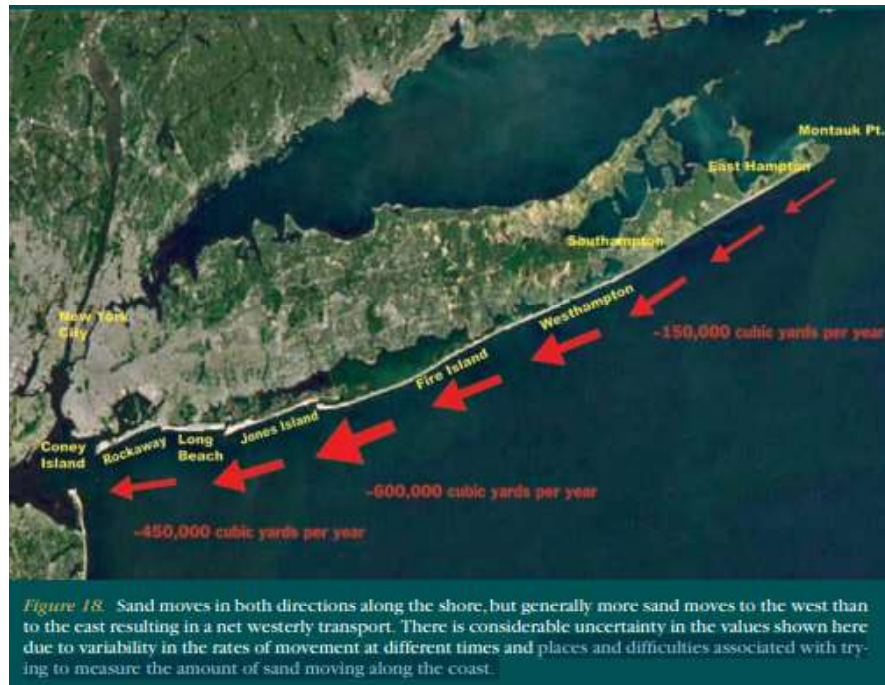 Montauk Pt.
East Hampton
Southampton
Westhampton
New York
City
~150,000 cubic yards per year
Fire Island
Jones Island
Long
Beach
Rockaway
Coney
Island
~600,000 cubic yards per year
~450,000 cubic yards per year
Figure 18. Sand moves in both directions along the shore, but generally more sand moves to the west than
to the east resulting in a net westerly transport. There is considerable uncertainty in the values shown here
due to variability in the rates of movement at different times and places and difficulties associated with try-
ing to measure the amount of sand moving along the coast.